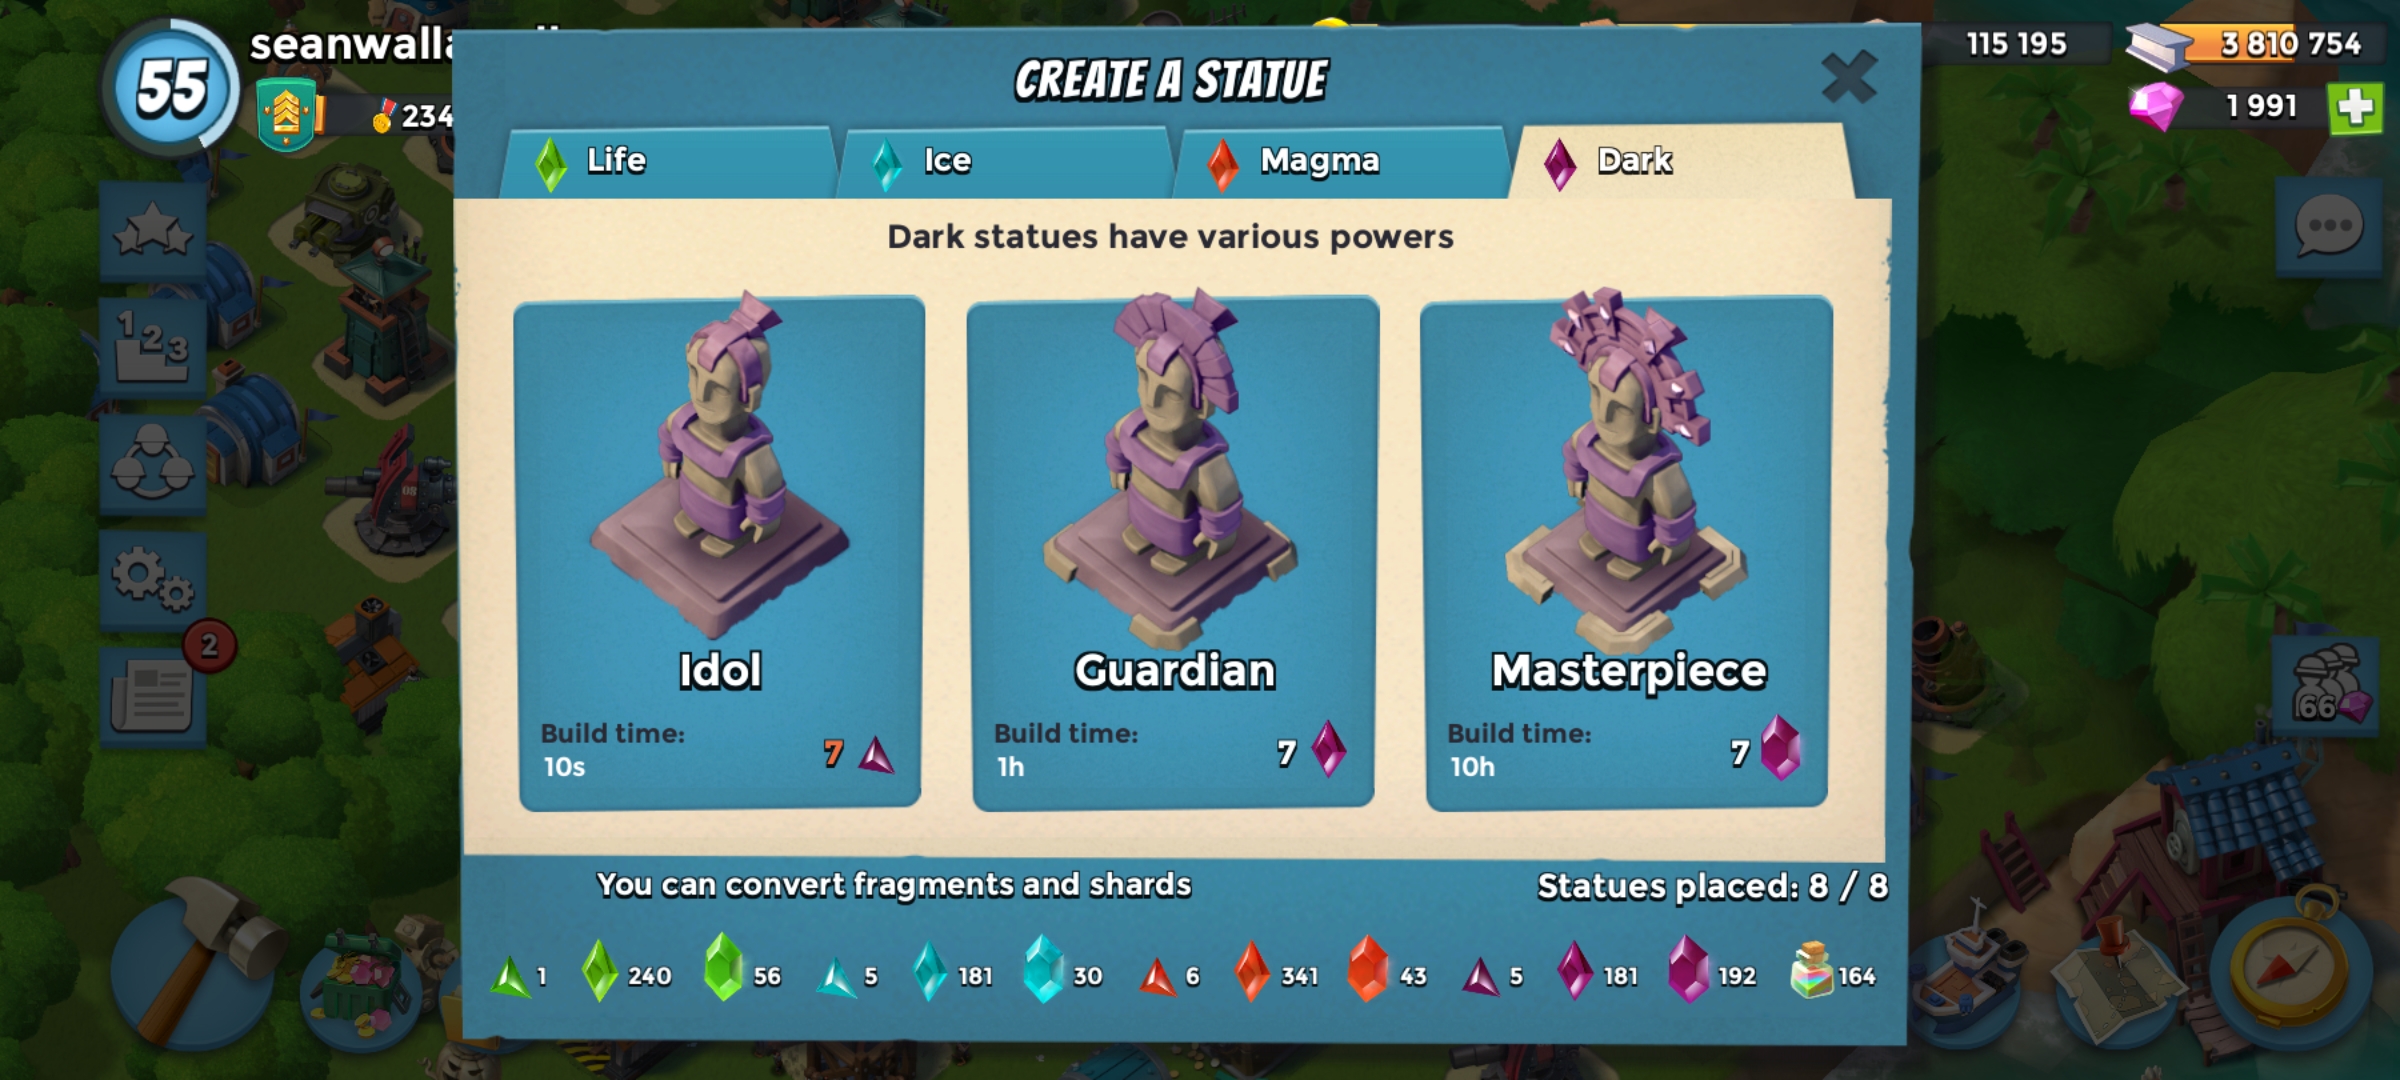 55
234
CREATE A STATUE
115 195
3 810 754
1 991
Life
Ice
Magma
Dark
Dark statues have various powers
1 2 3
08
2
Idol
Build time:
10s
7
Guardian
Build time:
1h
7
Masterpiece
Build time:
10h
7
66
You can convert fragments and shards
Statues placed: 8 / 8
1 240 56 5 181 30 6 341 43 5 181 192 164